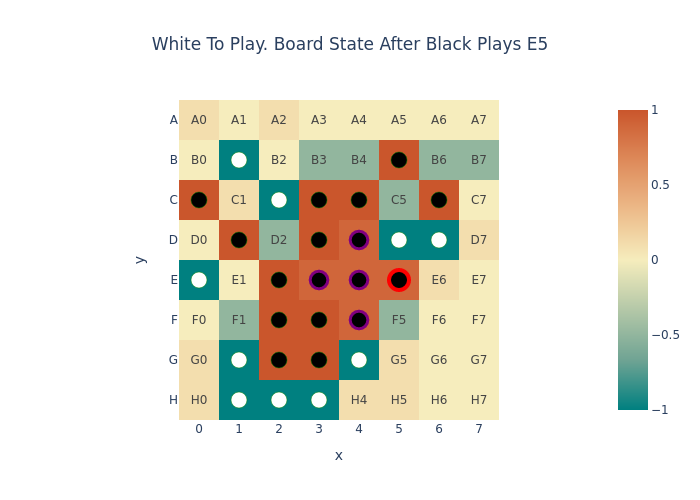 White To Play. Board State After Black Plays E5
A A0 A1 A2 A3 A4 A5 A6 A7
B B0 B2 B3 B4 B6 B7
C C1 C5 C7
D D0 D2 D7
E E1 E6 E7
F F0 F1 F5 F6 F7
G G0 G5 G6 G7
H H0 H4 H5 H6 H7
0 1 2 3 4 5 6 7
x
y
1
0.5
0
−0.5
−1